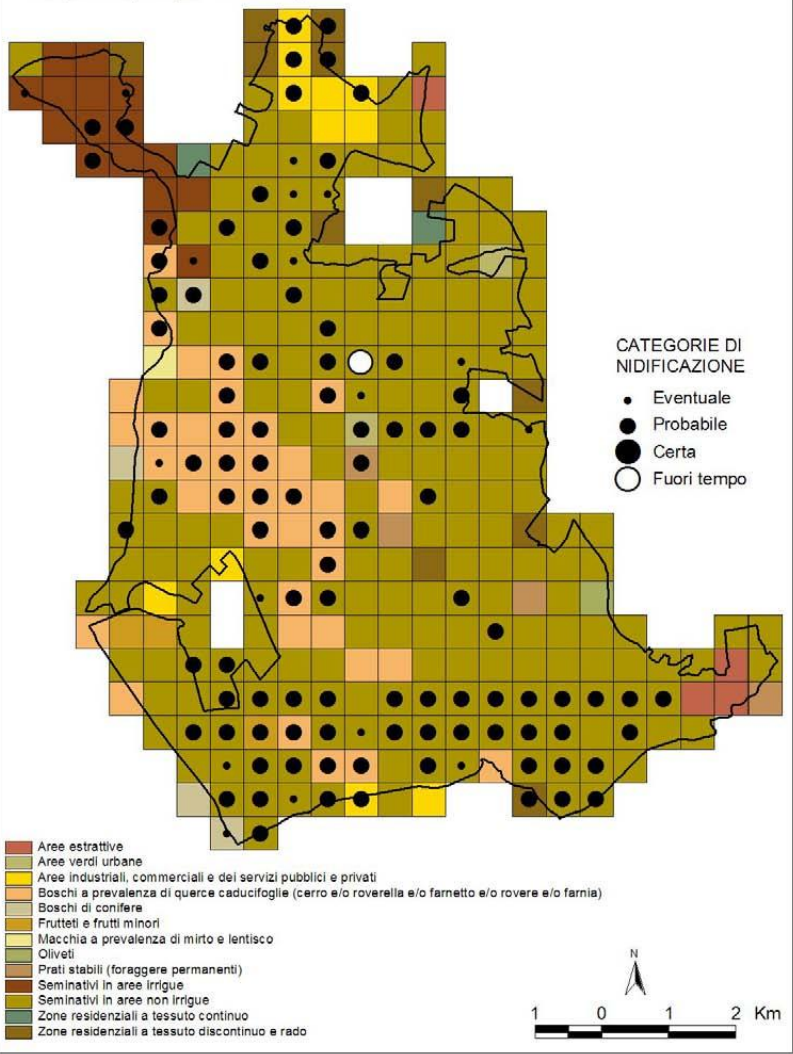 CATEGORIE DI
NIDIFICAZIONE
Eventuale
Probabile
Certa
Fuori tempo
Aree estrattive
Aree verdi urbane
Aree industriali, commerciali e dei servizi pubblici e privati
Boschi a prevalenza di querce caducifoglie (cerro e/o roverella e/o farnetto e/o rovere e/o farnia)
Boschi di conifere
Frutteti e frutti minori
Macchia a prevalenza di mirto e lentisco
Oliveti
Prati stabili (foraggere permanenti)
Seminativi in aree irrigue
Seminativi in aree non irrigue
Zone residenziali a tessuto continuo
Zone residenziali a tessuto discontinuo e rado
N
1 0 1 2 Km